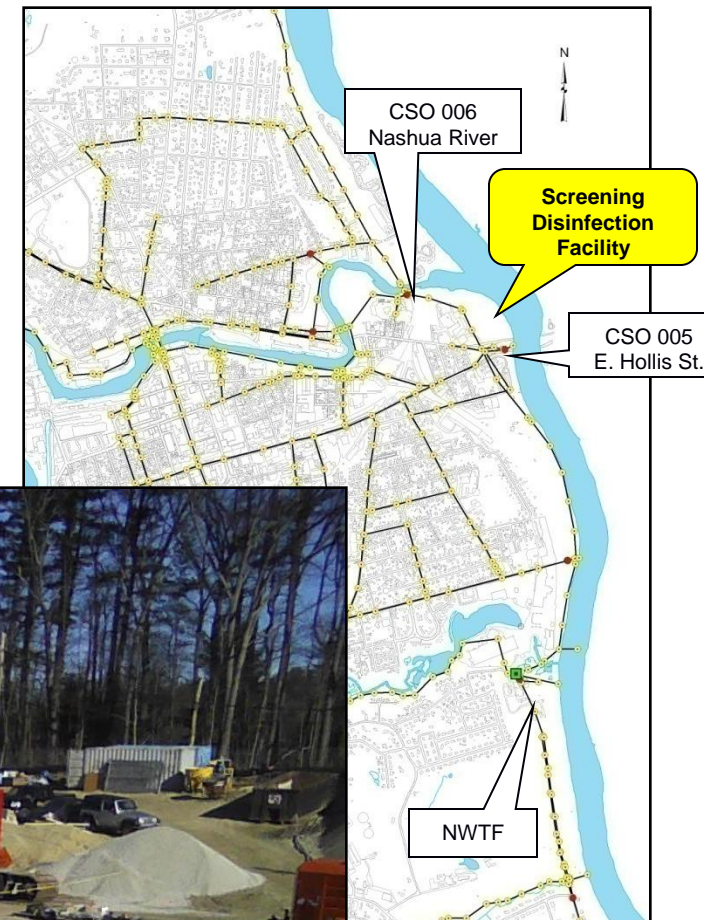 N
CSO 006
Nashua River
Screening
Disinfection
Facility
CSO 005
E. Hollis St.
NWTF